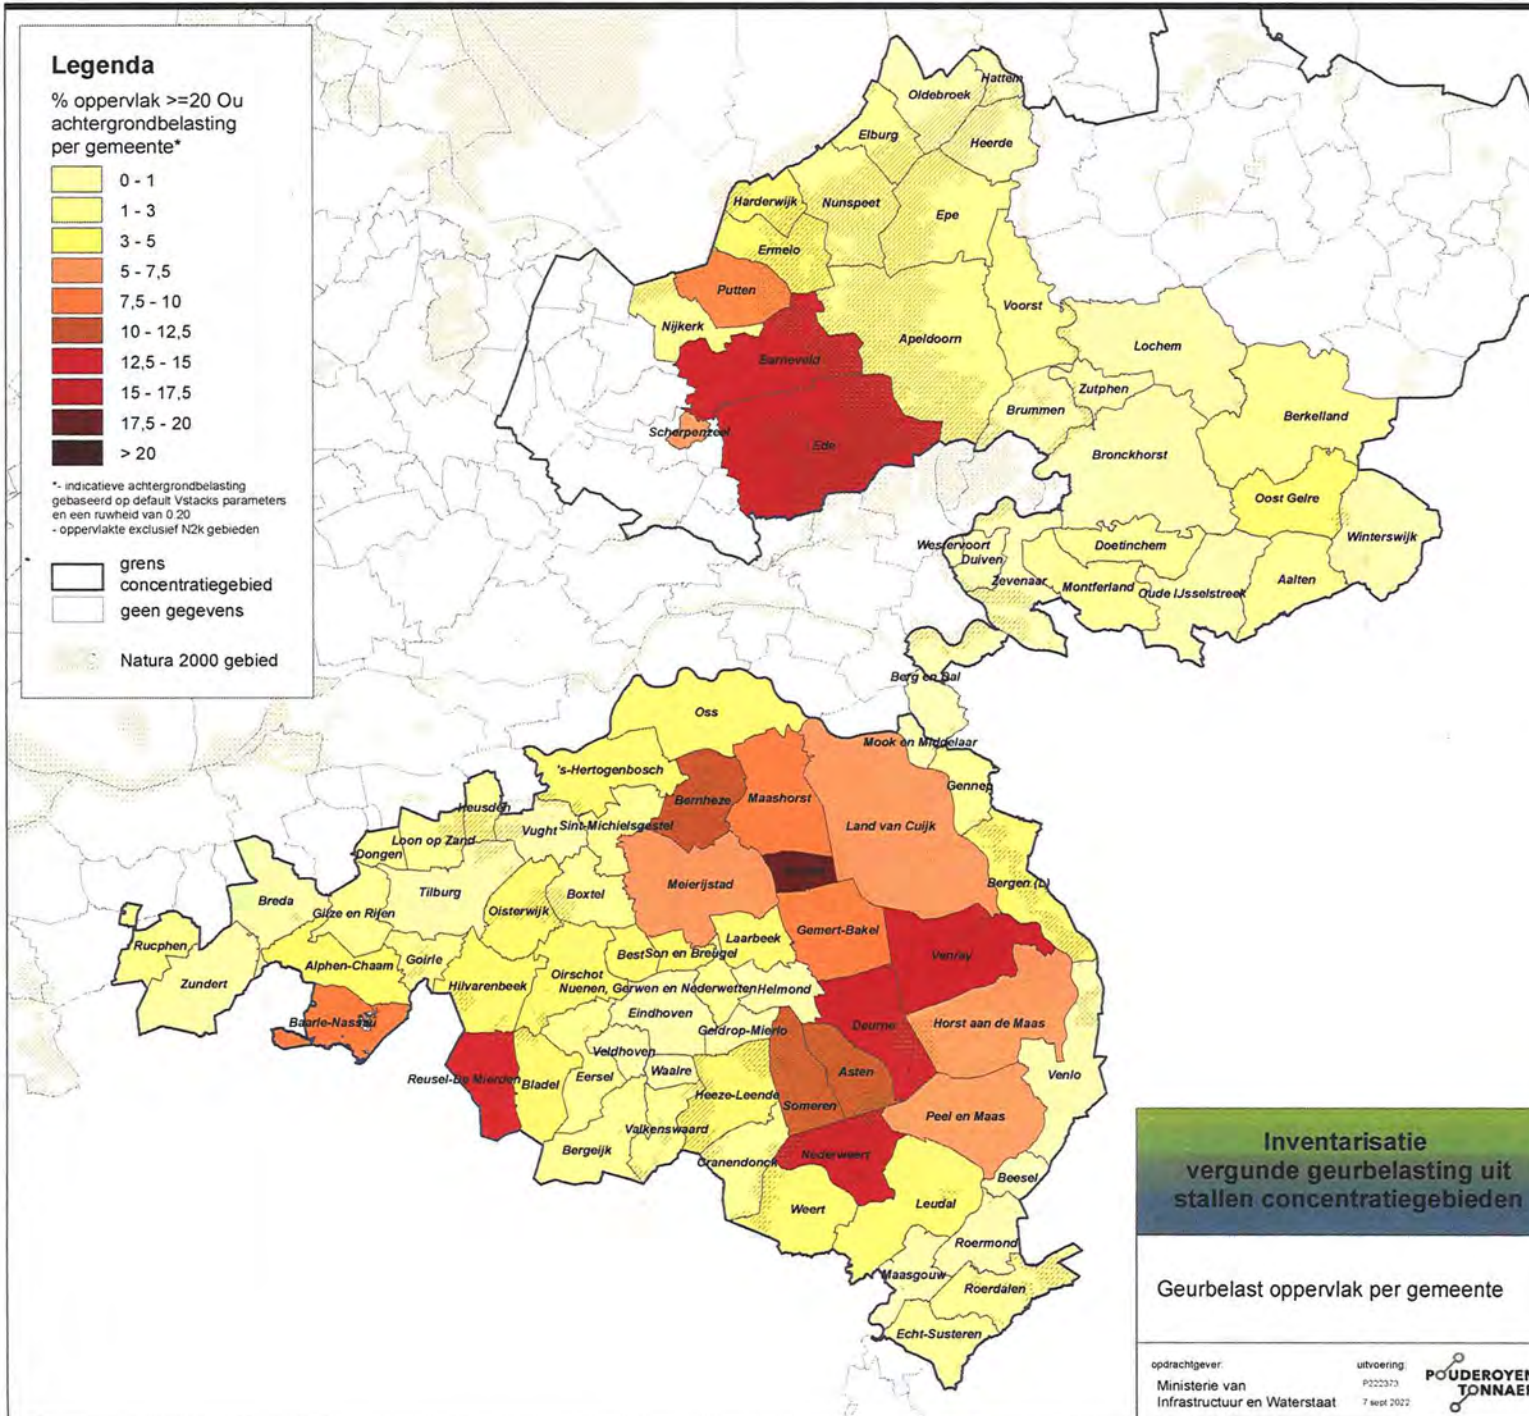 Legenda
% oppervlak >=20 Ou
achtergrondbelasting
per gemeente*
0 - 1
1 - 3
3 - 5
5 - 7,5
7,5 - 10
10 - 12,5
12,5 - 15
15 - 17,5
17,5 - 20
> 20
*- indicatieve achtergrondbelasting
gebaseerd op default Vstacks parameters
en een ruwheid van 0.20
- oppervlakte exclusief N2k gebieden
grens
concentratiegebied
geen gegevens
Natura 2000 gebied
Hattem
Oldebroek
Elburg
Heerde
Harderwijk
Nunspeet
Epe
Ermelo
Putten
Voorst
Nijkerk
Apeldoorn
Lochem
Barneveld
Zutphen
Brummen
Berkelland
Scherpenzeel
Ede
Bronckhorst
Oost Gelre
Winterswijk
Westervoort
Doetinchem
Duiven
Zevenaar
Montferland
Oude IJsselstreek
Aalten
Berg en Dal
Oss
Mook en Middelaar
's-Hertogenbosch
Gennep
Bernheze
Maashorst
Heusden
Vught
Sint-Michielsgestel
Land van Cuijk
Loon op Zand
Dongen
Meierijstad
Bergen (L)
Tilburg
Boxtel
Breda
Oisterwijk
Gilze en Rijen
Gemert-Bakel
Laarbeek
Rucphen
Goirle
Best
Son en Breugel
Venray
Alphen-Chaam
Oirschot
Zundert
Hilvarenbeek
Nuenen, Gerwen en Nederwetten
Helmond
Eindhoven
Baarle-Nassau
Geldrop-Mierlo
Deurne
Horst aan de Maas
Veldhoven
Waalre
Venlo
Reusel-De Mierden
Bladel
Eersel
Asten
Heeze-Leende
Someren
Peel en Maas
Valkenswaard
Bergeijk
Cranendonck
Nederweert
Beesel
Weert
Leudal
Roermond
Maasgouw
Roerdalen
Echt-Susteren
Inventarisatie
vergunde geurbelasting uit
stallen concentratiegebieden
Geurbelast oppervlak per gemeente
opdrachtgever:
Ministerie van
Infrastructuur en Waterstaat
uitvoering:
P222373
7 sept 2022
POUDEROYEN
TONNAER